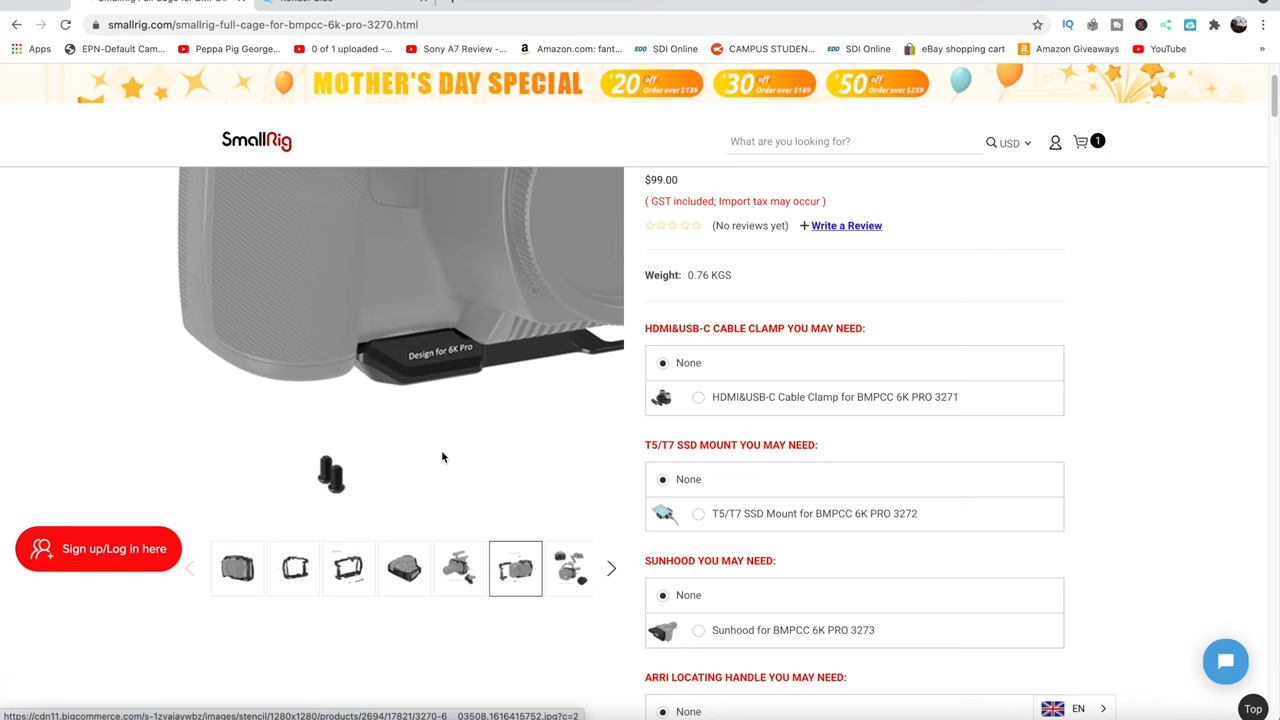 smallrig.com/smallrig-full-cage-for-bmpcc-6k-pro-3270.html
IQ
Apps
EPN-Default Cam...
Peppa Pig George...
0 of 1 uploaded -...
Sony A7 Review -...
Amazon.com: fant...
EDD SDI Online
CAMPUS STUDEN...
EDD SDI Online
eBay shopping cart
Amazon Giveaways
YouTube
»
MOTHER'S DAY SPECIAL
$20 off Order over $139
$30 off Order over $189
$50 off Order over $259
SmallRig
What are you looking for?
USD
1
$99.00
( GST included; Import tax may occur )
(No reviews yet)
+ Write a Review
Weight: 0.76 KGS
Design for 6K Pro
HDMI&USB-C CABLE CLAMP YOU MAY NEED:
None
HDMI&USB-C Cable Clamp for BMPCC 6K PRO 3271
T5/T7 SSD MOUNT YOU MAY NEED:
None
T5/T7 SSD Mount for BMPCC 6K PRO 3272
SUNHOOD YOU MAY NEED:
None
Sunhood for BMPCC 6K PRO 3273
ARRI LOCATING HANDLE YOU MAY NEED:
None
Sign up/Log in here
EN
Top